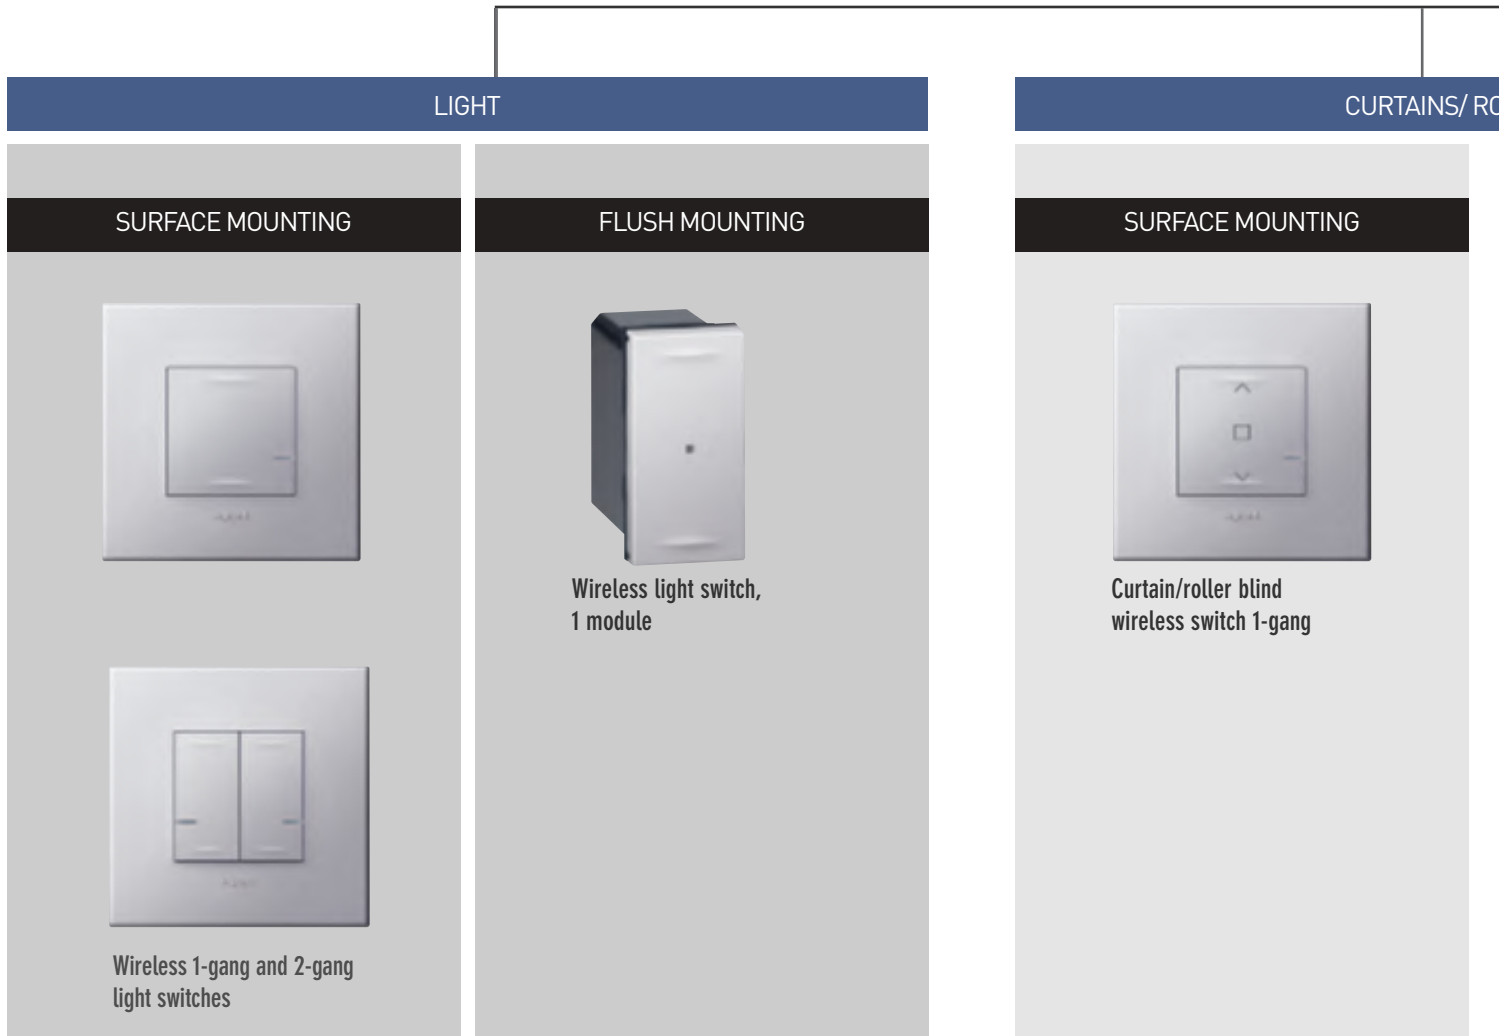 LIGHT
CURTAINS/ RO
SURFACE MOUNTING
FLUSH MOUNTING
SURFACE MOUNTING
Wireless light switch,
1 module
Curtain/roller blind
wireless switch 1-gang
Wireless 1-gang and 2-gang
light switches